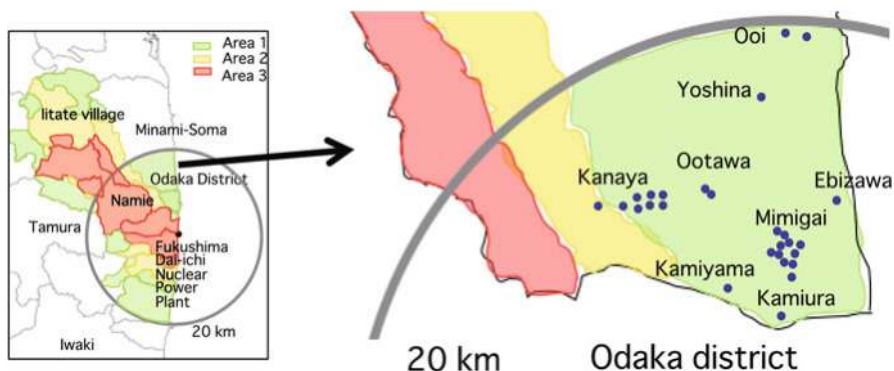 Area 1
Area 2
Area 3
Iitate village
Minami-Soma
Odaka District
Namie
Tamura
Fukushima
Dai-ichi
Nuclear
Power
Plant
20 km
Iwaki
Ooi
Yoshina
Ootawa
Kanaya
Ebizawa
Mimigai
Kamiyama
Kamiura
20 km
Odaka district